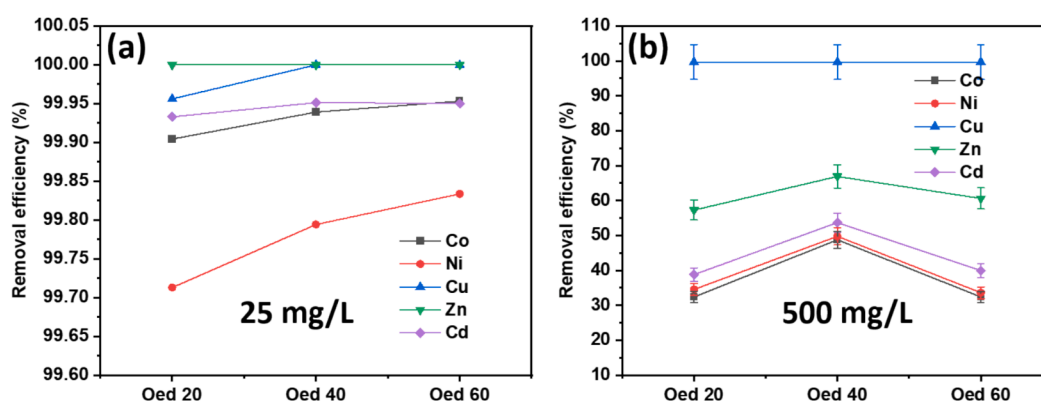 (a)
Removal efficiency (%)
100.05
100.00
99.95
99.90
99.85
99.80
99.75
99.70
99.65
99.60
Co
Ni
Cu
Zn
Cd
25 mg/L
Oed 20
Oed 40
Oed 60
(b)
Removal efficiency (%)
110
100
90
80
70
60
50
40
30
20
10
Co
Ni
Cu
Zn
Cd
500 mg/L
Oed 20
Oed 40
Oed 60